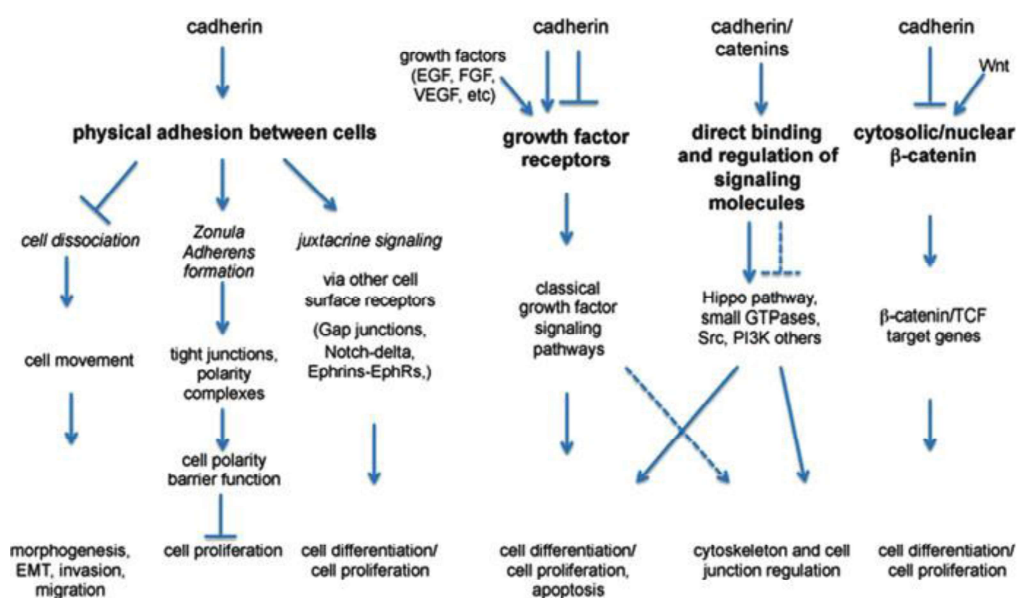 cadherin
physical adhesion between cells
cell dissociation
cell movement
morphogenesis,
EMT, invasion,
migration
Zonula
Adherens
formation
tight junctions,
polarity
complexes
cell polarity
barrier function
cell proliferation
juxtacrine signaling
via other cell
surface receptors
(Gap junctions,
Notch-delta,
Ephrins-EphRs,)
cell differentiation/
cell proliferation
cadherin
growth factors
(EGF, FGF,
VEGF, etc)
growth factor
receptors
classical
growth factor
signaling
pathways
cell differentiation/
cell proliferation,
apoptosis
cadherin/
catenins
direct binding
and regulation of
signaling
molecules
Hippo pathway,
small GTPases,
Src, PI3K others
cytoskeleton and cell
junction regulation
cadherin
Wnt
cytosolic/nuclear
β-catenin
β-catenin/TCF
target genes
cell differentiation/
cell proliferation